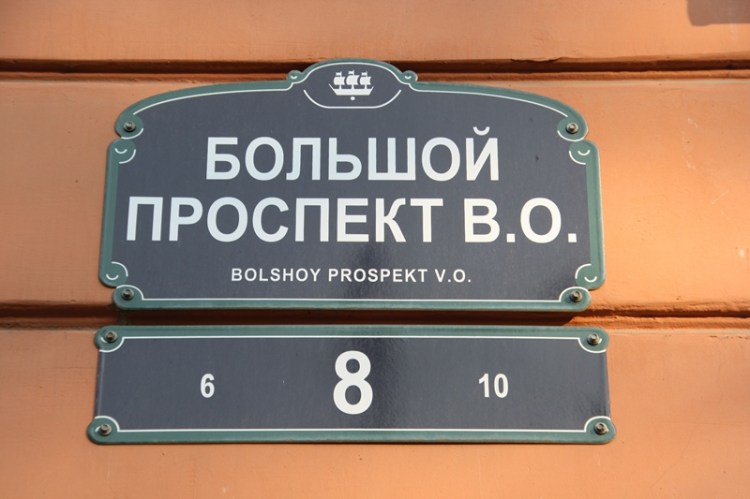 БОЛЬШОЙ
ПРОСПЕКТ В.О.
BOLSHOY PROSPEKT V.O.
6 8 10